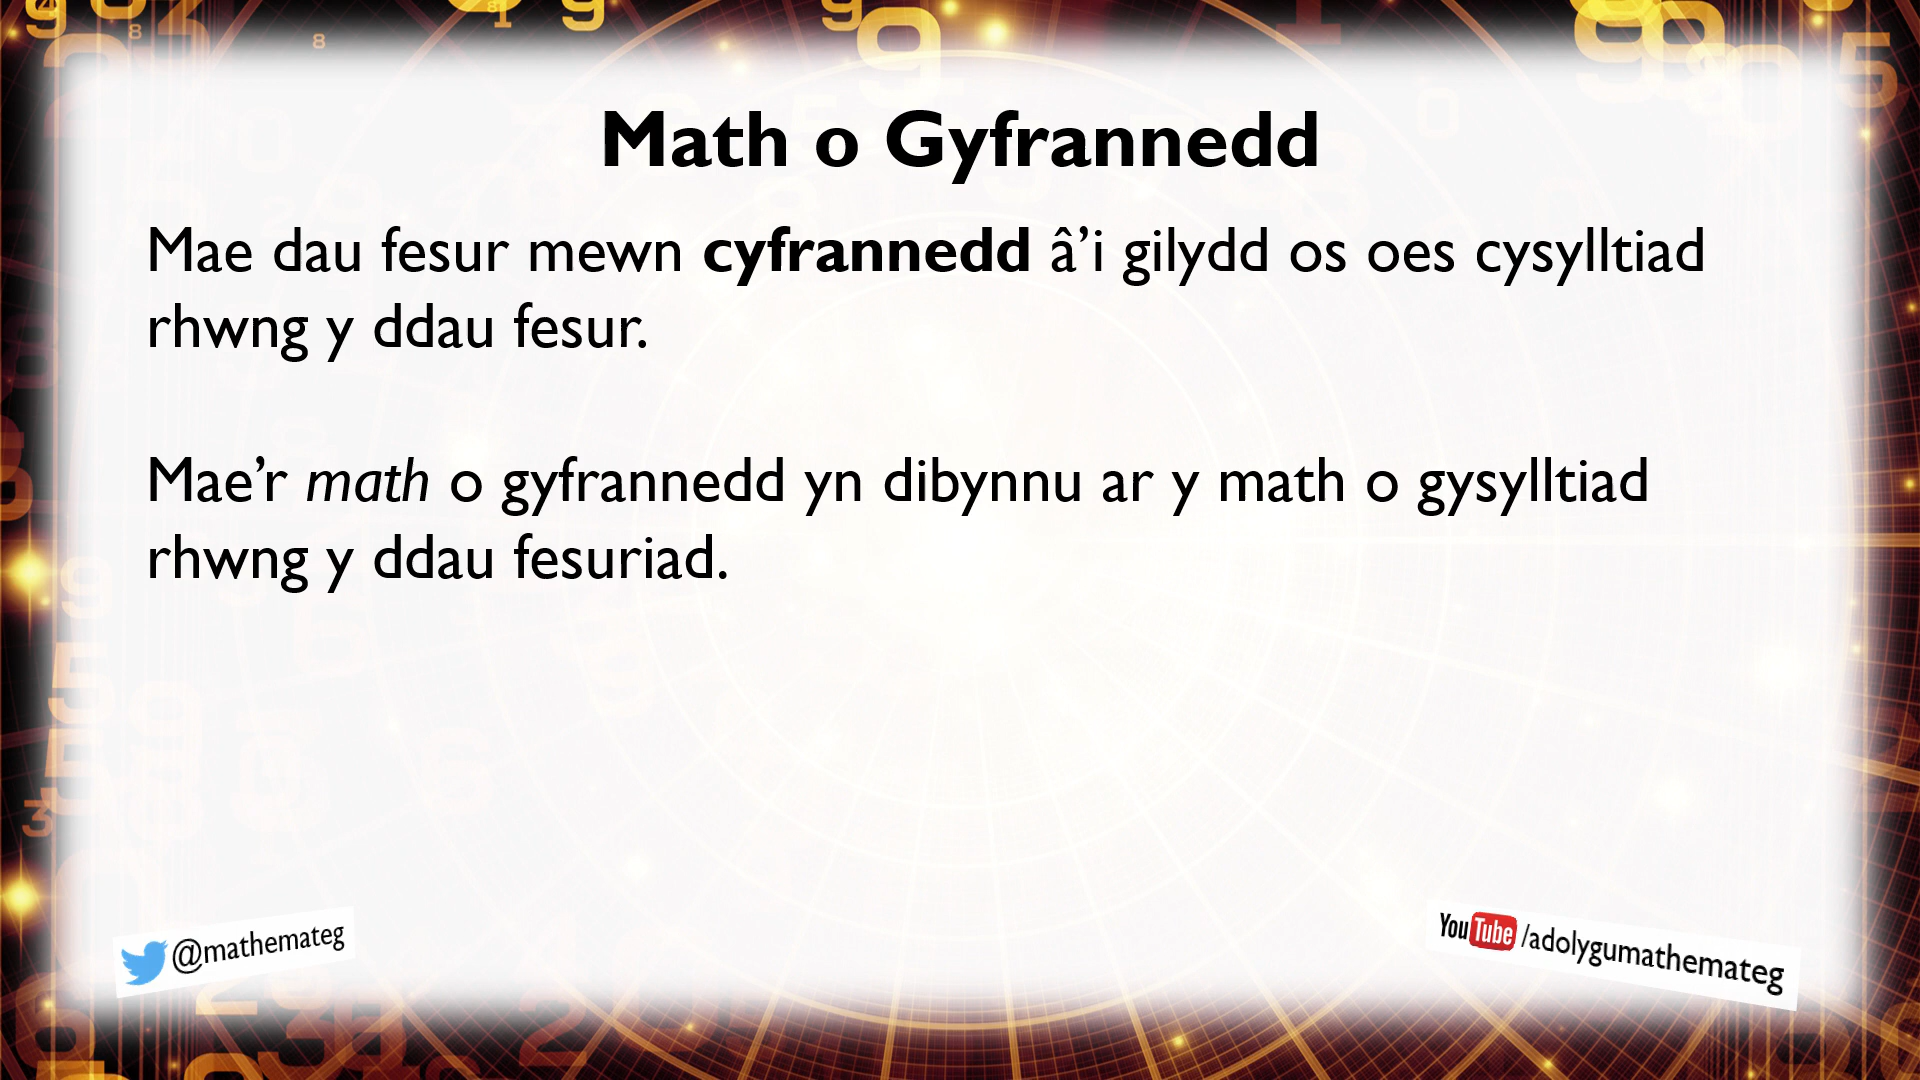 Math o Gyfrannedd
Mae dau fesur mewn cyfrannedd â’i gilydd os oes cysylltiad
rhwng y ddau fesur.
Mae’r math o gyfrannedd yn dibynnu ar y math o gysylltiad
rhwng y ddau fesuriad.
@mathemateg
YouTube /adolygumathemateg